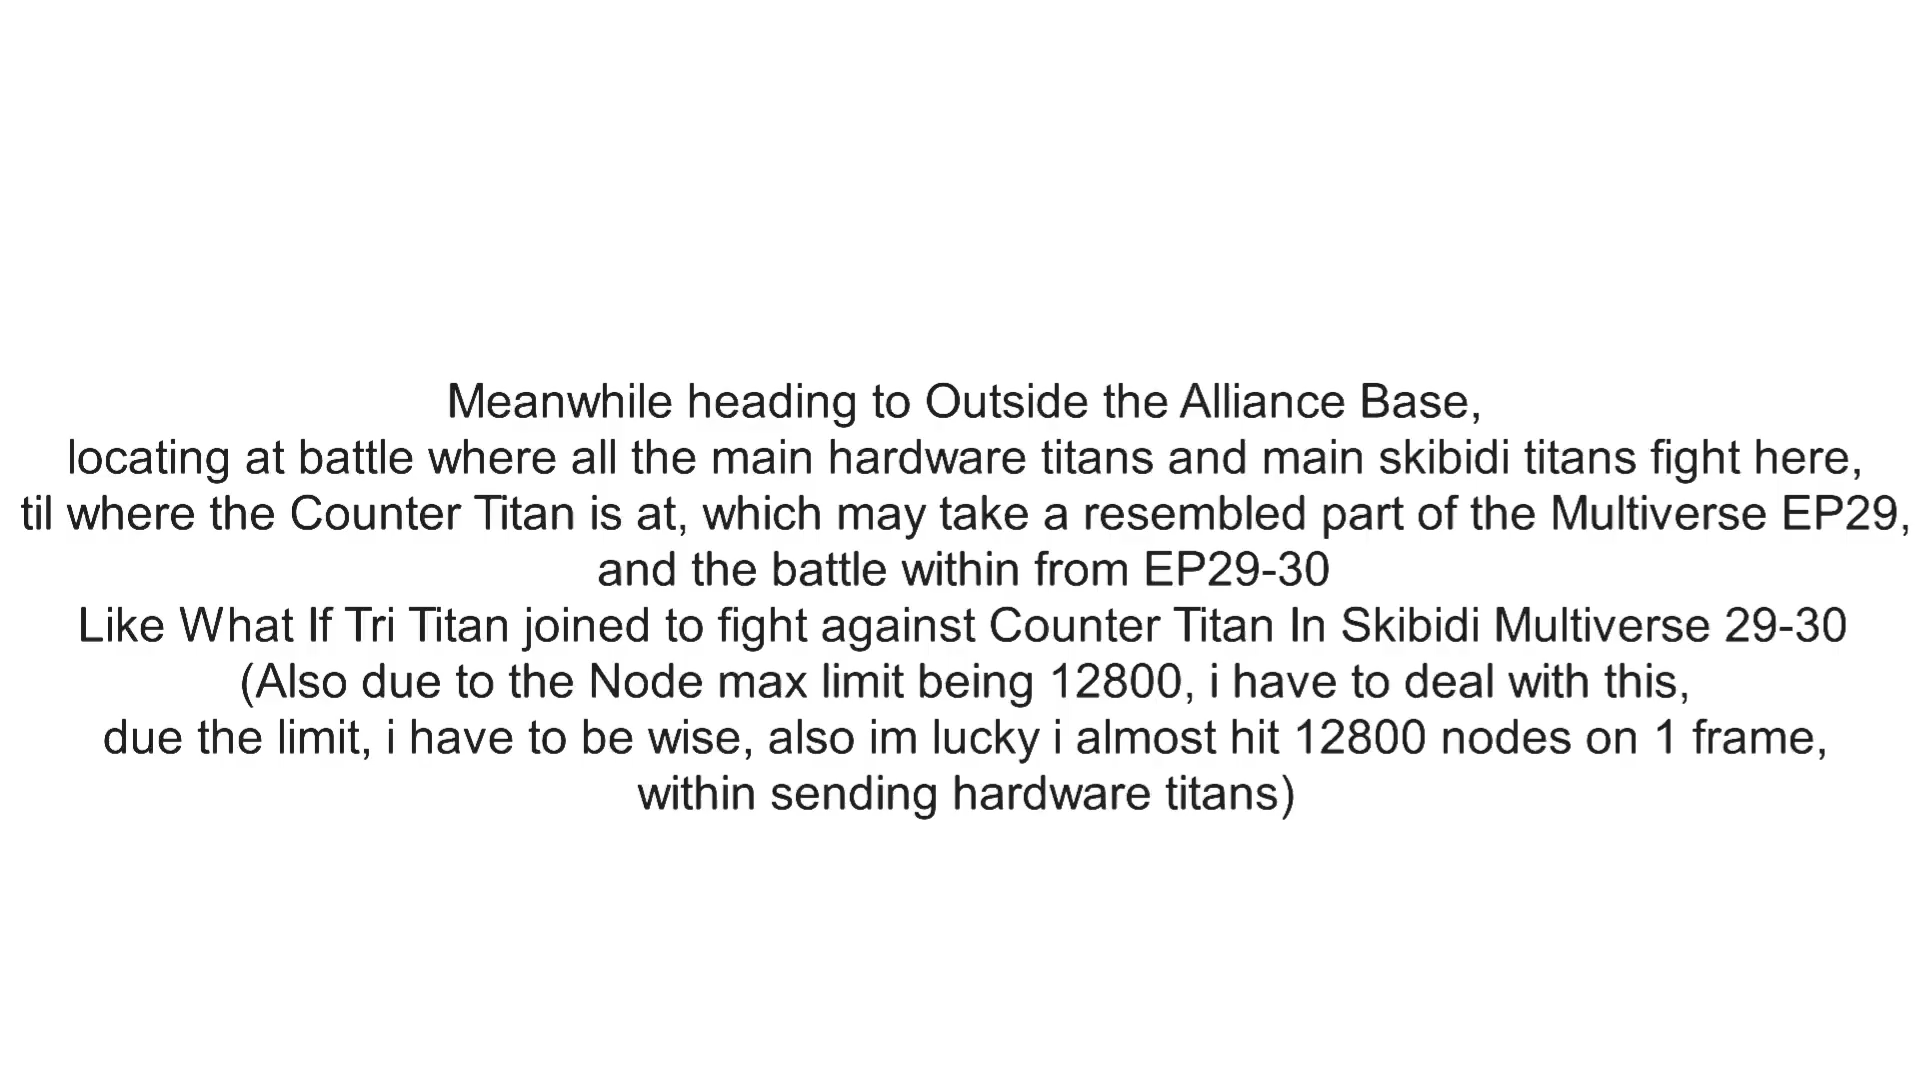 Meanwhile heading to Outside the Alliance Base,
locating at battle where all the main hardware titans and main skibidi titans fight here,
til where the Counter Titan is at, which may take a resembled part of the Multiverse EP29,
and the battle within from EP29-30
Like What If Tri Titan joined to fight against Counter Titan In Skibidi Multiverse 29-30
(Also due to the Node max limit being 12800, i have to deal with this,
due the limit, i have to be wise, also im lucky i almost hit 12800 nodes on 1 frame,
within sending hardware titans)